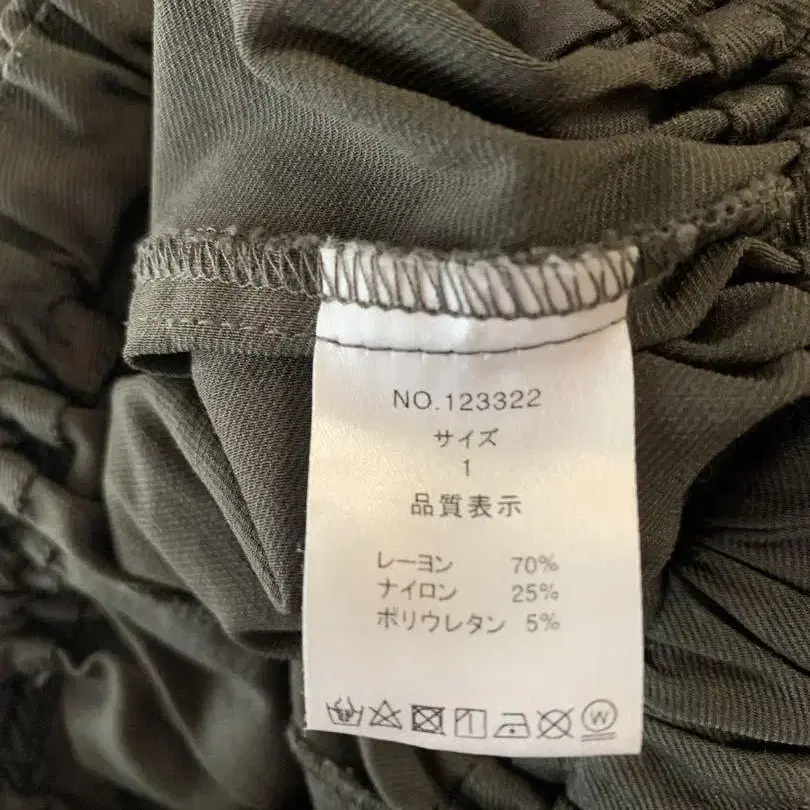 NO.123322
サイズ
1
品質表示
レーヨン 70%
ナイロン 25%
ポリウレタン 5%
W